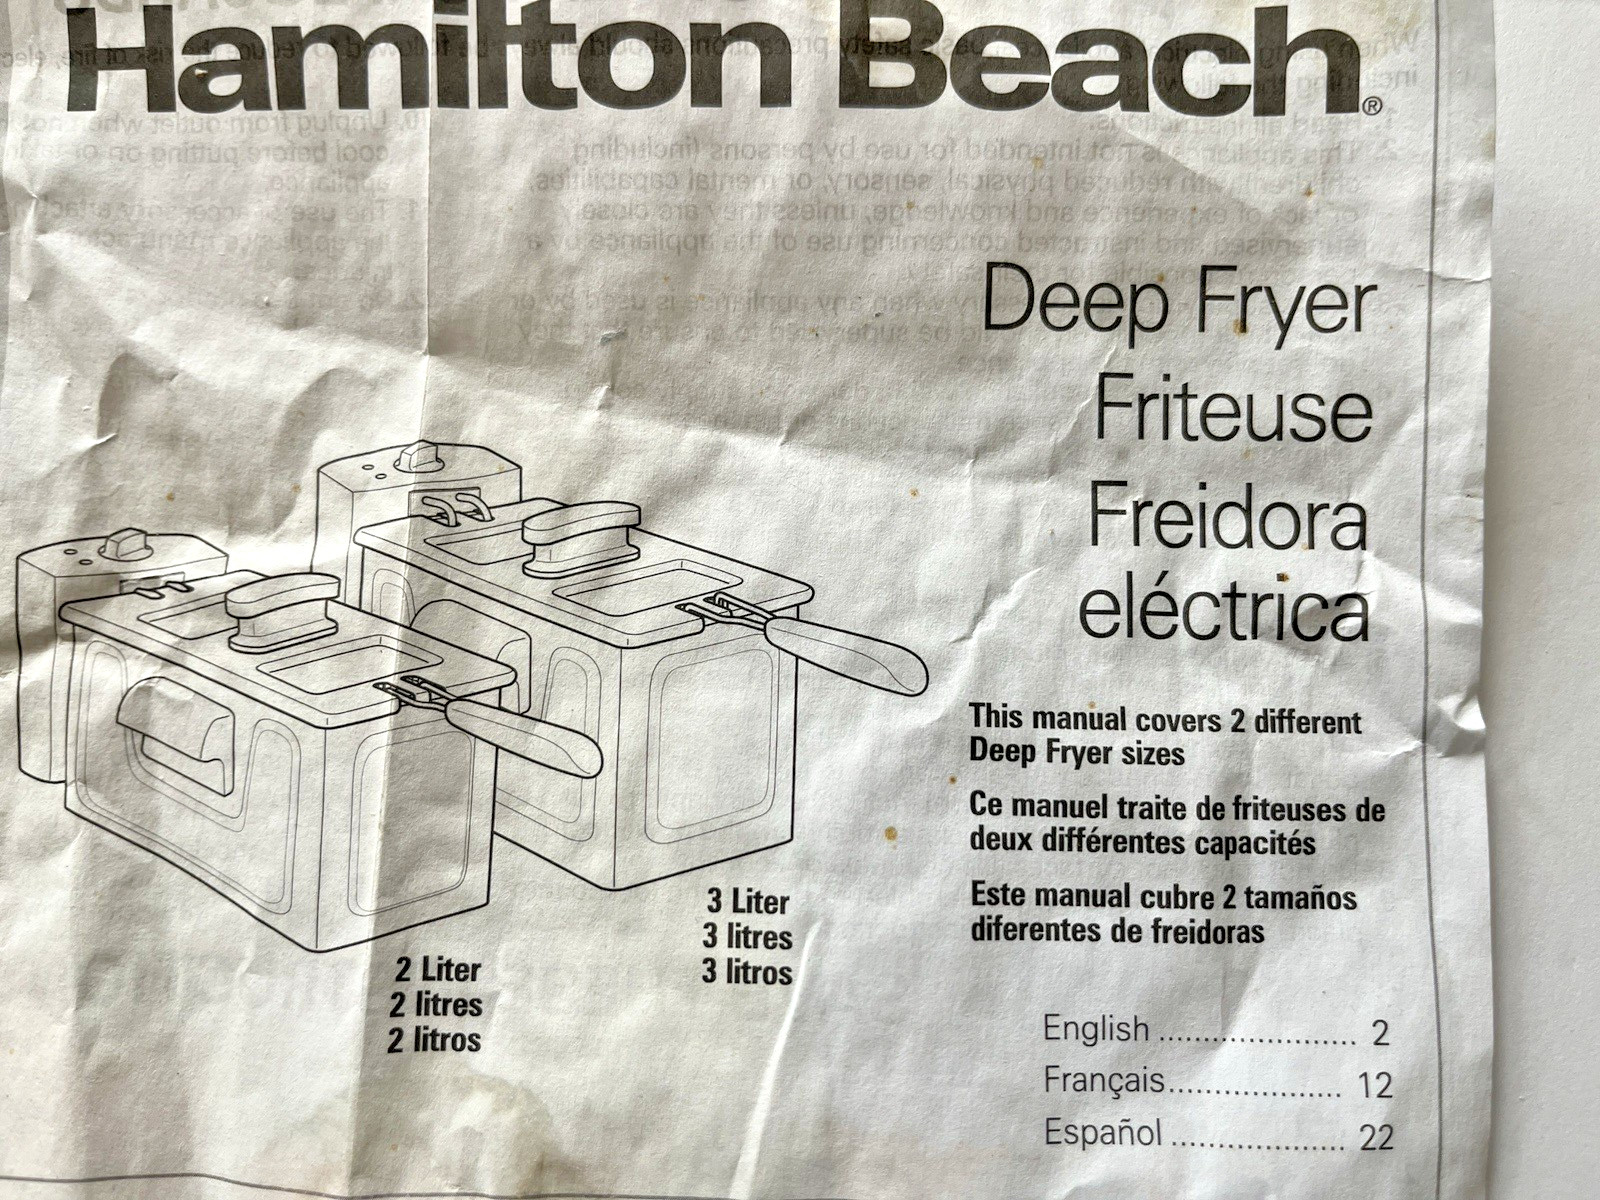 Hamilton Beach®
Deep Fryer
Friteuse
Freidora
eléctrica
This manual covers 2 different
Deep Fryer sizes
Ce manuel traite de friteuses de
deux différentes capacités
Este manual cubre 2 tamaños
diferentes de freidoras
3 Liter
3 litres
3 litros
2 Liter
2 litres
2 litros
English ........................ 2
Français..................... 12
Español ..................... 22